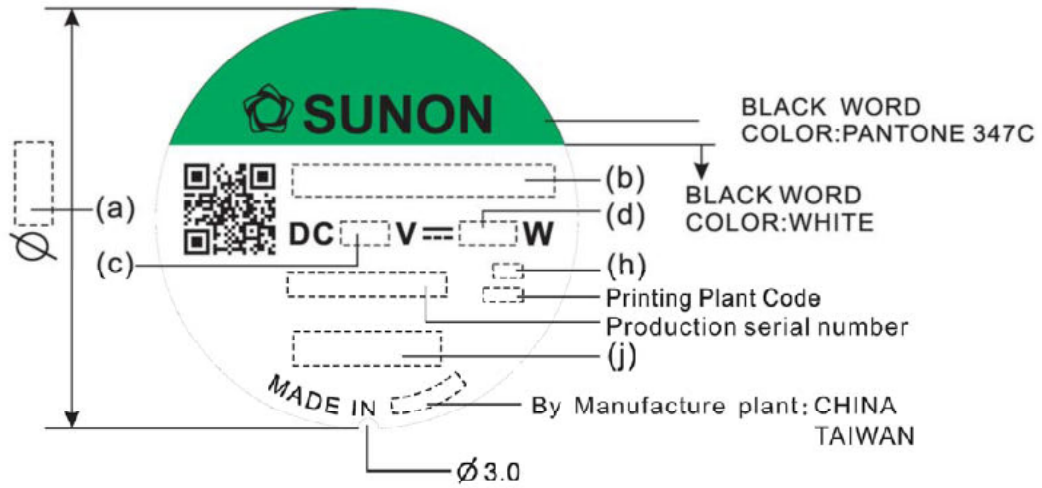 SUNON
BLACK WORD
COLOR:PANTONE 347C
BLACK WORD
COLOR:WHITE
(a)
Ø
(b)
DC V⎓ W
(d)
(c)
(h)
Printing Plant Code
Production serial number
(j)
MADE IN
By Manufacture plant: CHINA
TAIWAN
Ø3.0